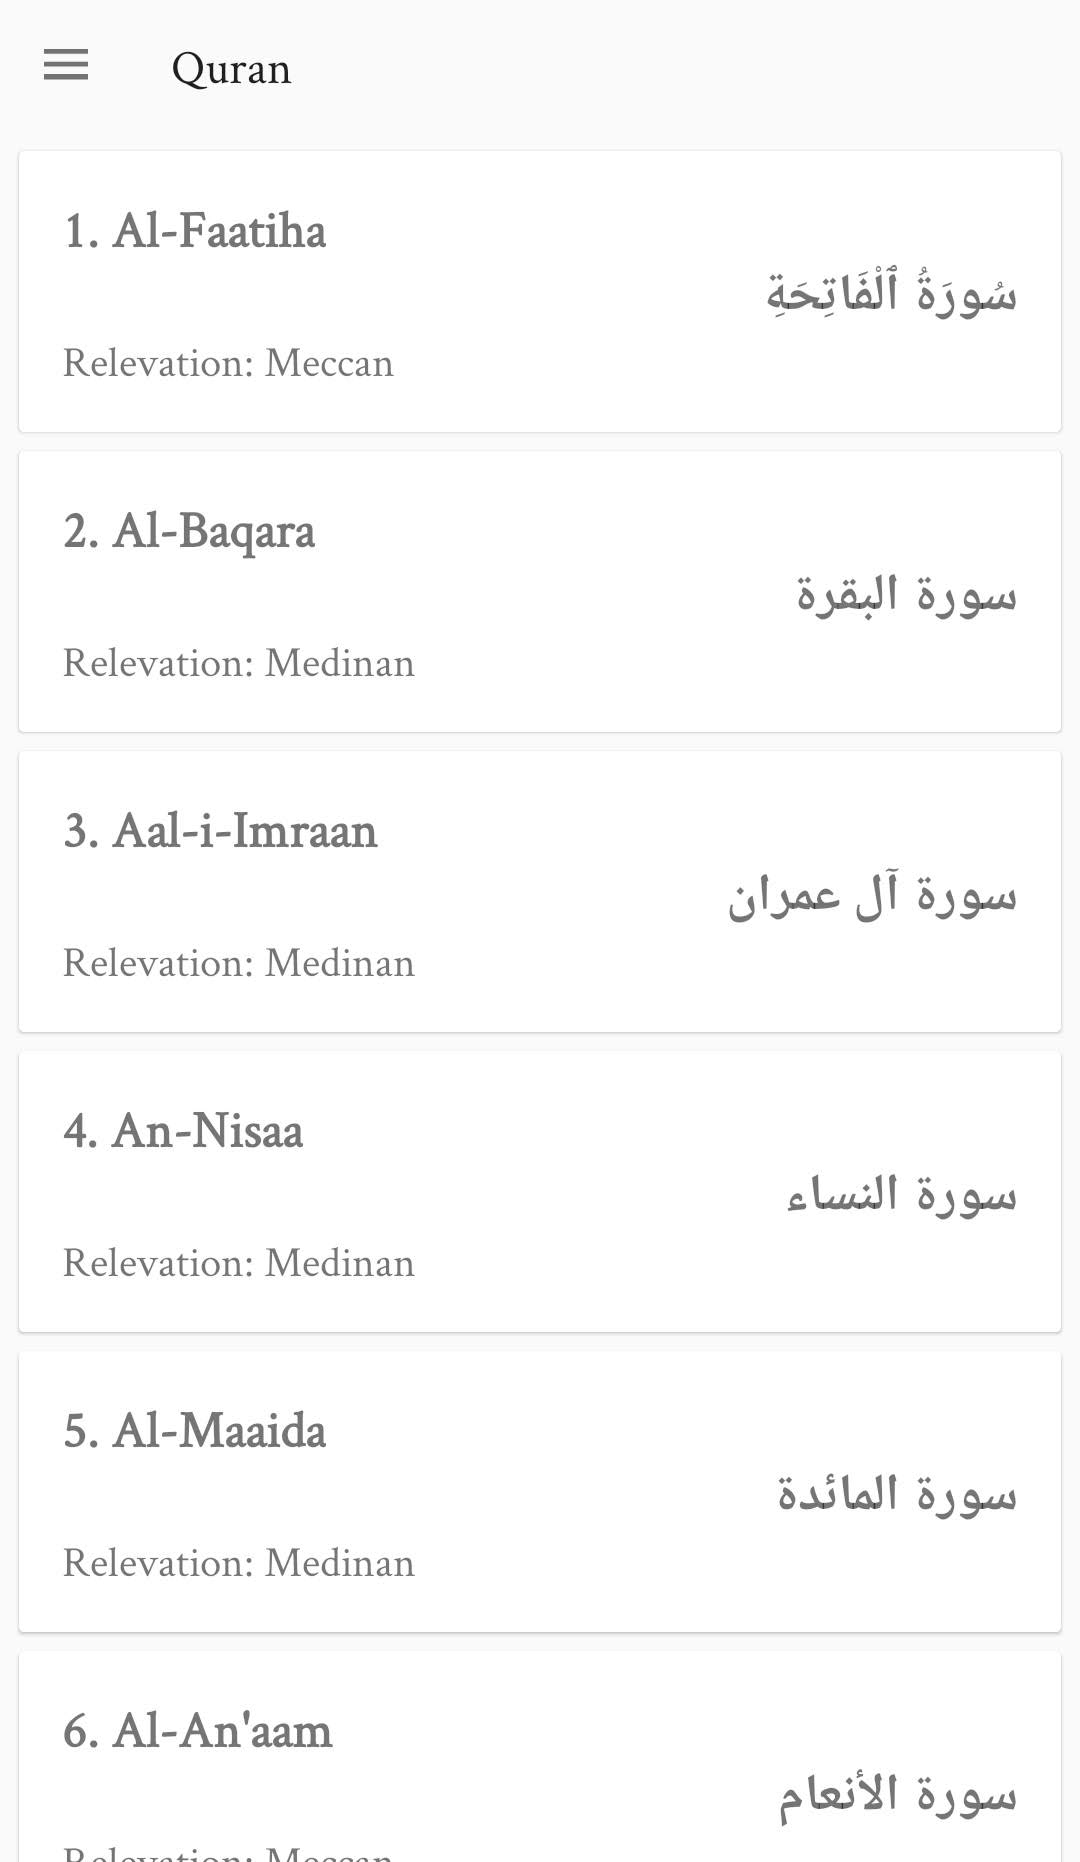 Quran
1. Al-Faatiha
سُورَةُ ٱلْفَاتِحَةِ
Relevation: Meccan
2. Al-Baqara
سورة البقرة
Relevation: Medinan
3. Aal-i-Imraan
سورة آل عمران
Relevation: Medinan
4. An-Nisaa
سورة النساء
Relevation: Medinan
5. Al-Maaida
سورة المائدة
Relevation: Medinan
6. Al-An'aam
سورة الأنعام
Relevation: Meccan